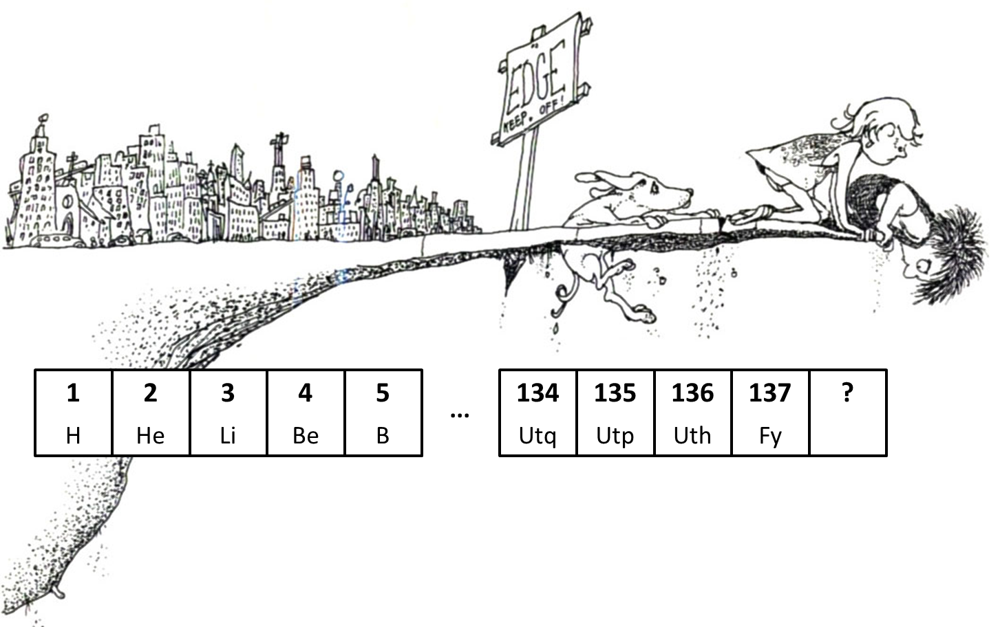 EDGE
KEEP. OFF!
1 2 3 4 5 ... 134 135 136 137 ?
H He Li Be B Utq Utp Uth Fy